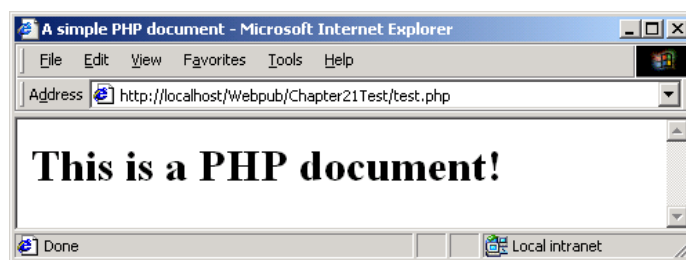 A simple PHP document - Microsoft Internet Explorer
File Edit View Favorites Tools Help
Address http://localhost/Webpub/Chapter21Test/test.php
This is a PHP document!
Done Local intranet